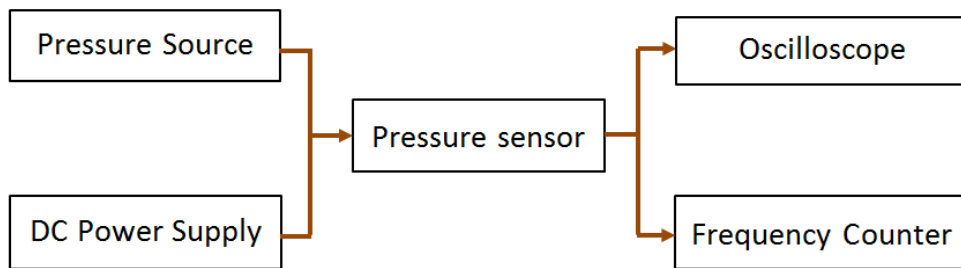 Pressure Source
Oscilloscope
Pressure sensor
DC Power Supply
Frequency Counter